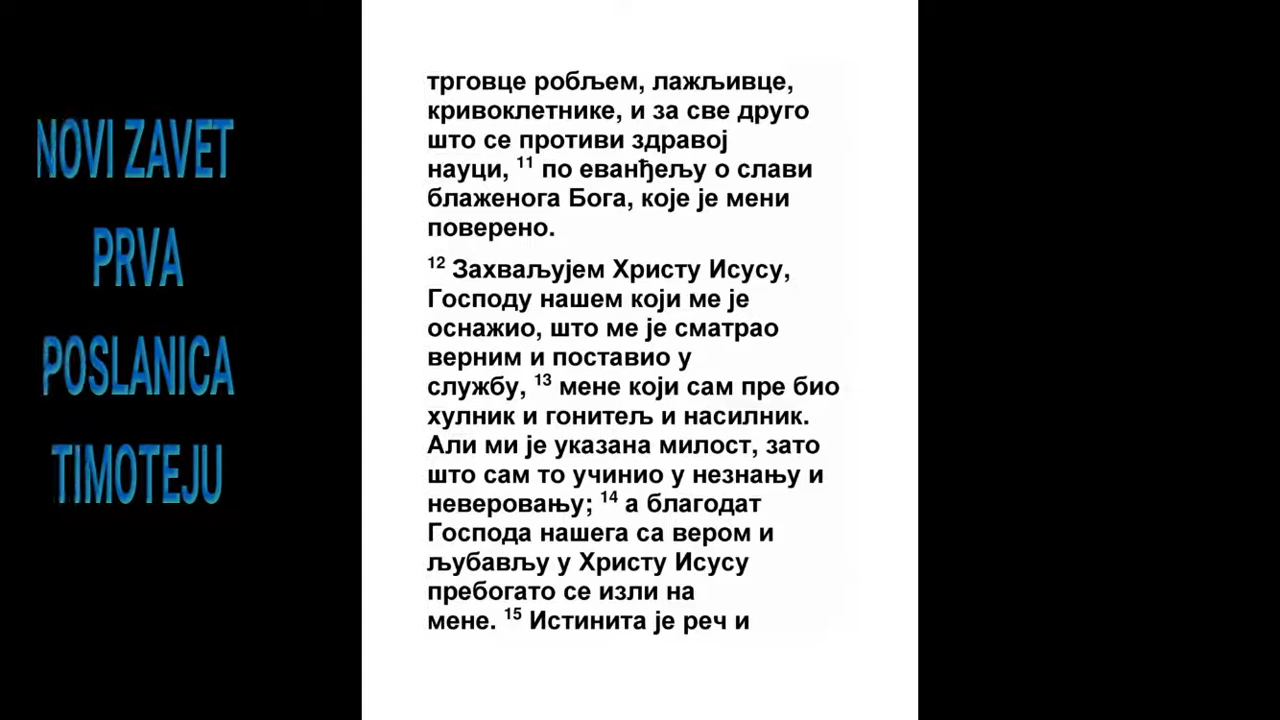 NOVI ZAVET
PRVA
POSLANICA
TIMOTEJU
трговце робљем, лажљивце,
кривоклетнике, и за све друго
што се противи здравој
науци, 11 по еванђељу о слави
блаженога Бога, које је мени
поверено.
12 Захваљујем Христу Исусу,
Господу нашем који ме је
оснажио, што ме је сматрао
верним и поставио у
службу, 13 мене који сам пре био
хулник и гонитељ и насилник.
Али ми је указана милост, зато
што сам то учинио у незнању и
неверовању; 14 а благодат
Господа нашега са вером и
љубављу у Христу Исусу
пребогато се изли на
мене. 15 Истинита је реч и